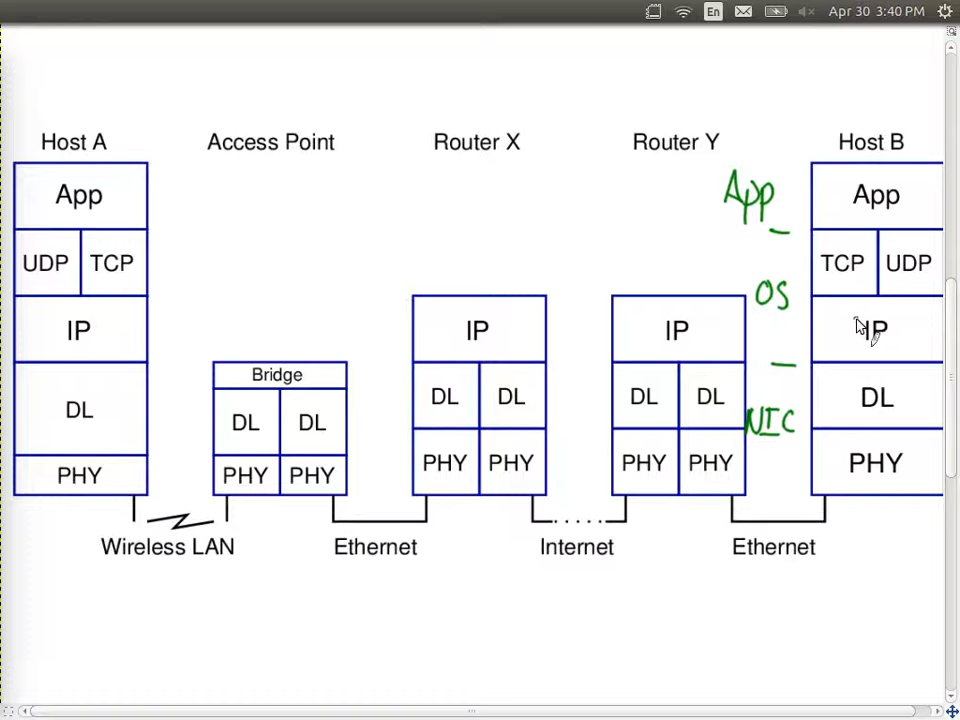 En Apr 30 3:40 PM
Host A Access Point Router X Router Y Host B
App App App
UDP TCP TCP UDP
OS
IP IP IP IP
Bridge
DL DL DL DL DL DL DL DL
NIC
PHY PHY PHY PHY PHY PHY PHY PHY
Wireless LAN Ethernet Internet Ethernet